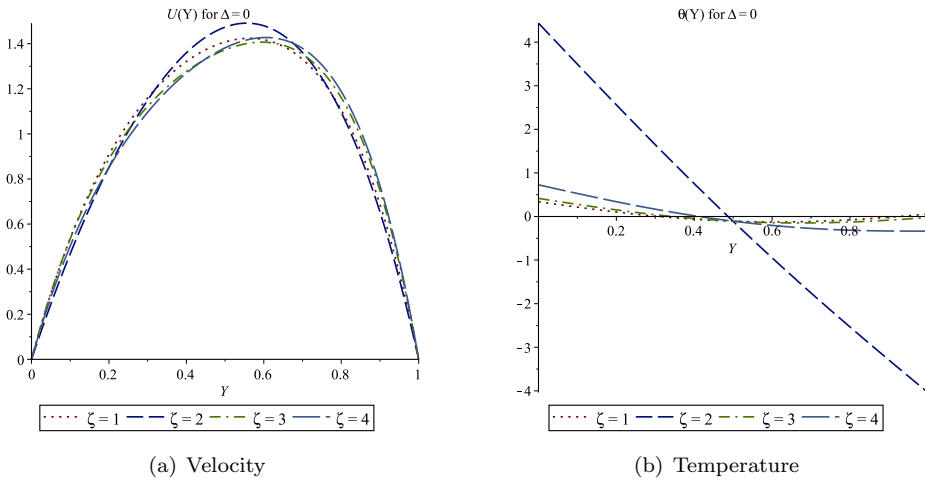 U(Y) for Δ = 0
1.4
1.2
1
0.8
0.6
0.4
0.2
0
0 0.2 0.4 0.6 0.8 1
Y
ζ = 1 ζ = 2 ζ = 3 ζ = 4
(a) Velocity
θ(Y) for Δ = 0
4
3
2
1
0
0.2 0.4 0.6 0.8
Y
−1
−2
−3
−4
ζ = 1 ζ = 2 ζ = 3 ζ = 4
(b) Temperature